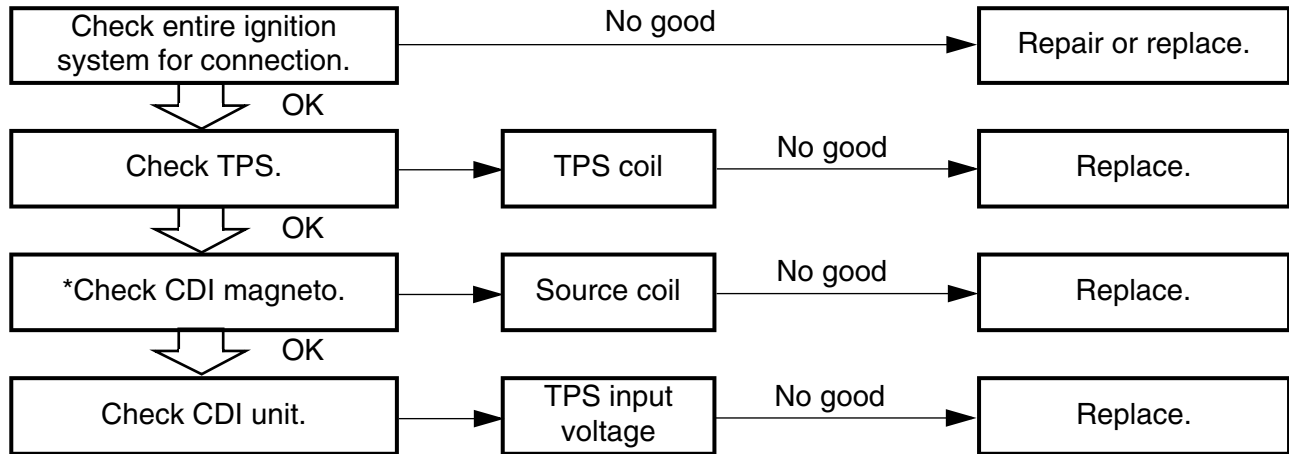 Check entire ignition
system for connection.
No good
Repair or replace.
OK
Check TPS.
TPS coil
No good
Replace.
OK
*Check CDI magneto.
Source coil
No good
Replace.
OK
Check CDI unit.
TPS input
voltage
No good
Replace.